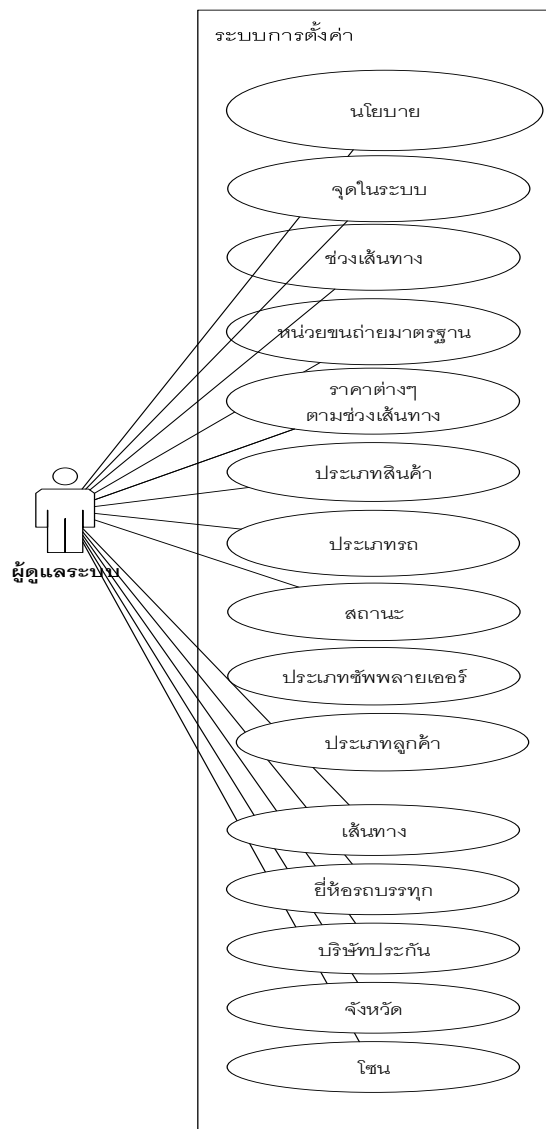 ระบบการตั้งค่า
นโยบาย
จุดในระบบ
ช่วงเส้นทาง
หน่วยขนถ่ายมาตรฐาน
ราคาต่างๆ
ตามช่วงเส้นทาง
ประเภทสินค้า
ประเภทรถ
ผู้ดูแลระบบ
สถานะ
ประเภทซัพพลายเออร์
ประเภทลูกค้า
เส้นทาง
ยี่ห้อรถบรรทุก
บริษัทประกัน
จังหวัด
โซน